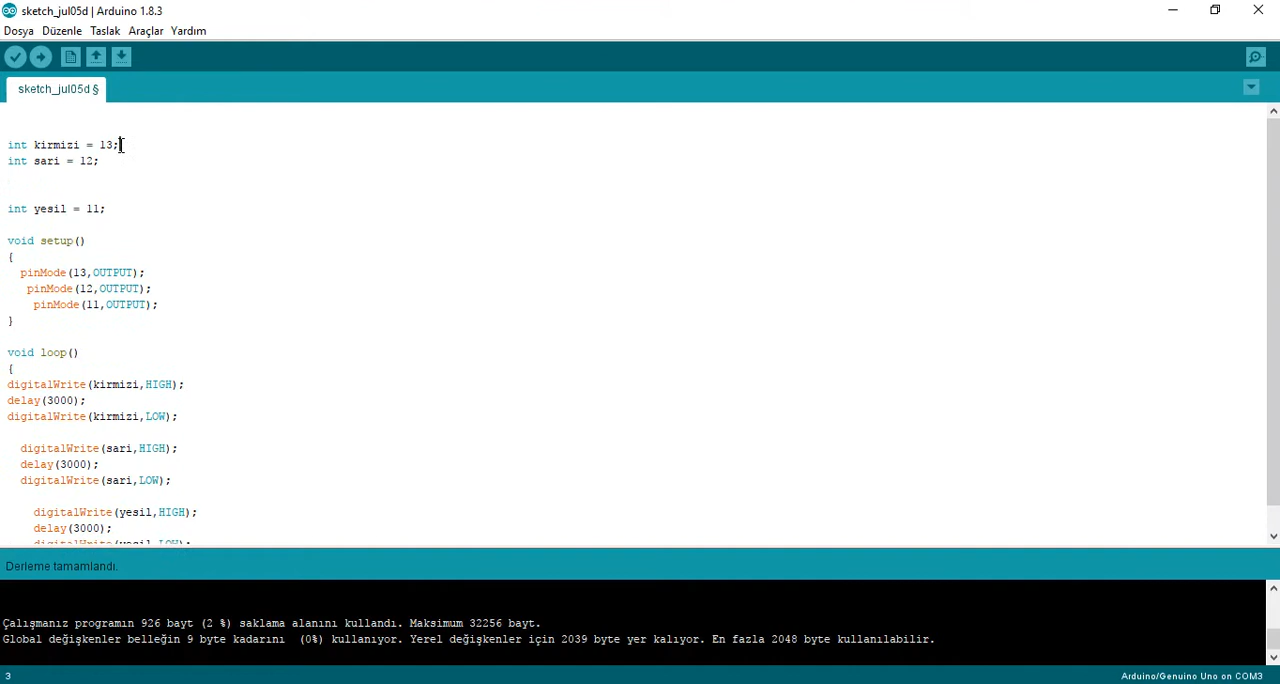 sketch_jul05d | Arduino 1.8.3
Dosya Düzenle Taslak Araçlar Yardım
sketch_jul05d §
int kirmizi = 13;
int sari = 12;
int yesil = 11;
void setup()
{
pinMode(13,OUTPUT);
pinMode(12,OUTPUT);
pinMode(11,OUTPUT);
}
void loop()
{
digitalWrite(kirmizi,HIGH);
delay(3000);
digitalWrite(kirmizi,LOW);
digitalWrite(sari,HIGH);
delay(3000);
digitalWrite(sari,LOW);
digitalWrite(yesil,HIGH);
delay(3000);
digitalWrite(yesil,LOW);
Derleme tamamlandı.
Çalışmanız programın 926 bayt (2 %) saklama alanını kullandı. Maksimum 32256 bayt.
Global değişkenler belleğin 9 byte kadarını (0%) kullanıyor. Yerel değişkenler için 2039 byte yer kalıyor. En fazla 2048 byte kullanılabilir.
3 Arduino/Genuino Uno on COM3